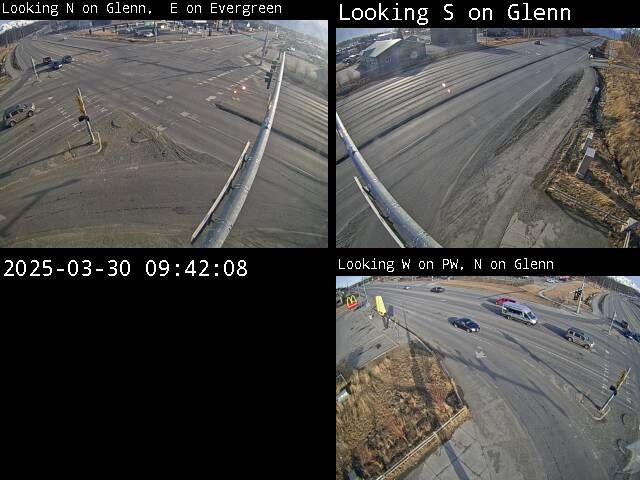 Looking N on Glenn, E on Evergreen
Looking S on Glenn
2025-03-30 09:42:08
Looking W on PW, N on Glenn